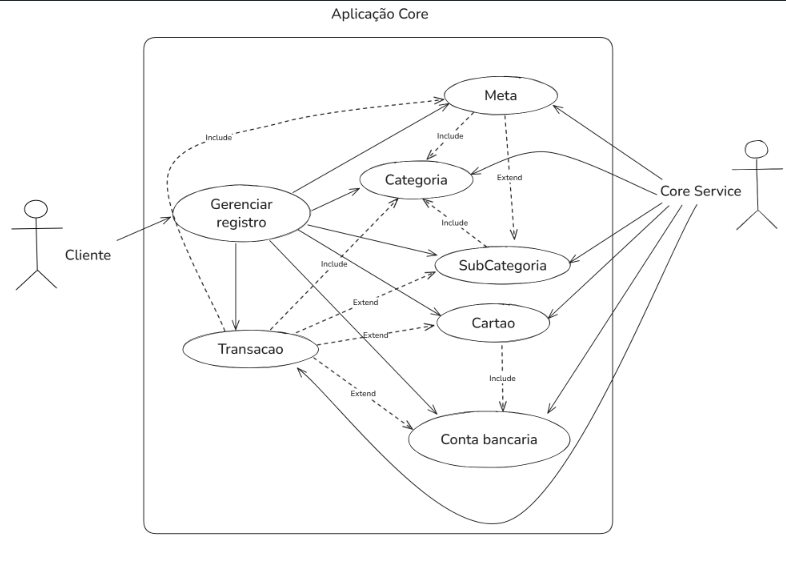 Aplicação Core
Meta
Include
Include
Categoria
Extend
Core Service
Gerenciar
registro
Include
Cliente
Include
SubCategoria
Extend
Cartao
Extend
Transacao
Include
Extend
Conta bancaria